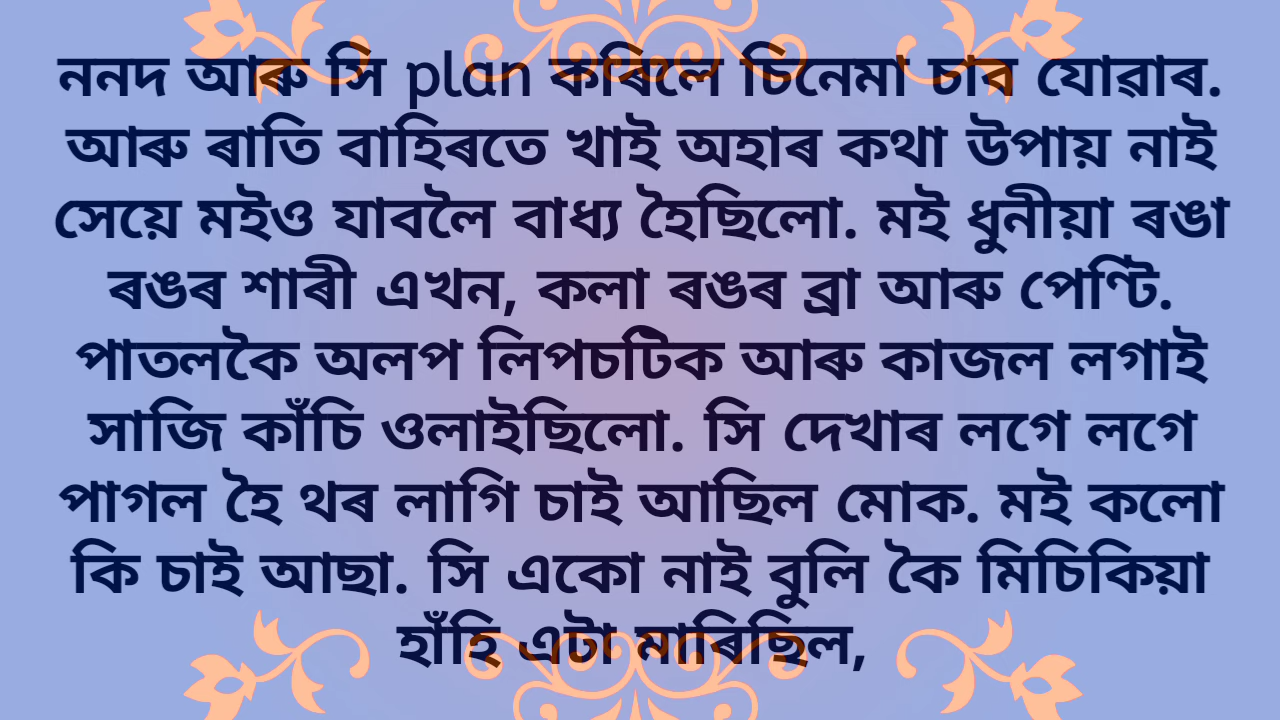 ননদ আৰু সি plan কৰিলে চিনেমা চাব যোৱাৰ.
আৰু ৰাতি বাহিৰতে খাই অহাৰ কথা উপায় নাই
সেয়ে মইও যাবলৈ বাধ্য হৈছিলো. মই ধুনীয়া ৰঙা
ৰঙৰ শাৰী এখন, কলা ৰঙৰ ব্ৰা আৰু পেণ্টি.
পাতলকৈ অলপ লিপচটিক আৰু কাজল লগাই
সাজি কাঁচি ওলাইছিলো. সি দেখাৰ লগে লগে
পাগল হৈ থৰ লাগি চাই আছিল মোক. মই কলো
কি চাই আছা. সি একো নাই বুলি কৈ মিচিকিয়া
হাঁহি এটা মাৰিছিল,